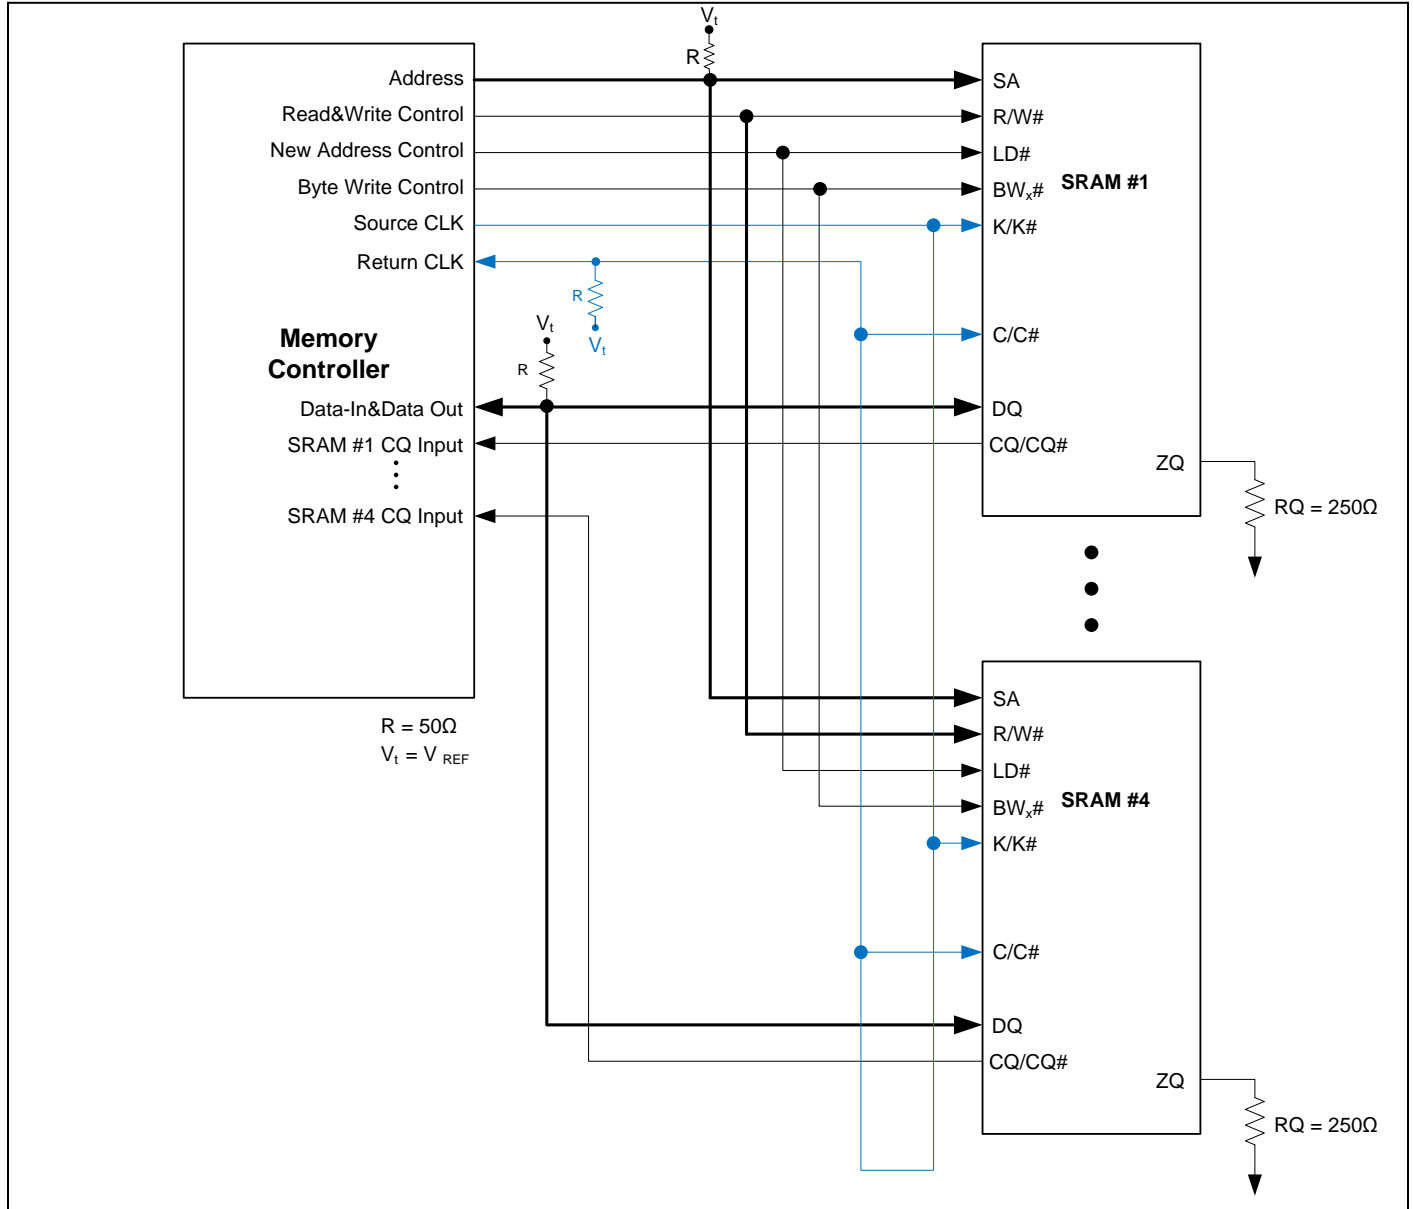 Vt
R
Address
Read&Write Control
New Address Control
Byte Write Control
Source CLK
Return CLK
R
Vt
Vt
R
Memory
Controller
Data-In&Data Out
SRAM #1 CQ Input
SRAM #4 CQ Input
R = 50Ω
Vt = V REF
SA
R/W#
LD#
BWx#
SRAM #1
K/K#
C/C#
DQ
CQ/CQ#
ZQ
RQ = 250Ω
SA
R/W#
LD#
BWx#
SRAM #4
K/K#
C/C#
DQ
CQ/CQ#
ZQ
RQ = 250Ω